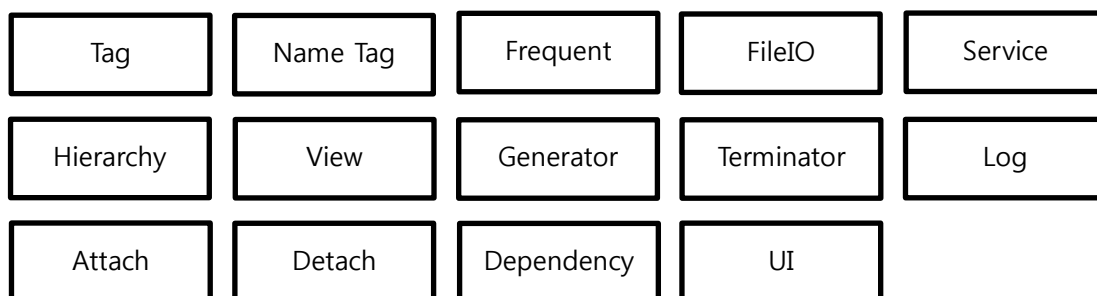 Tag Name Tag Frequent FileIO Service
Hierarchy View Generator Terminator Log
Attach Detach Dependency UI